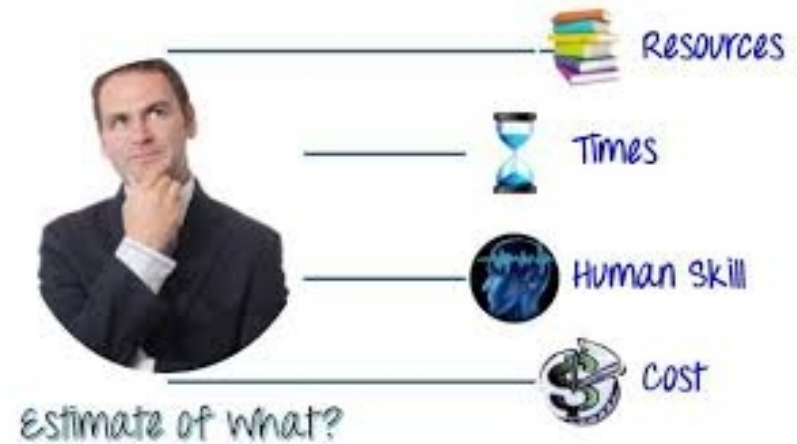 Resources
Times
Human Skill
Cost
Estimate of what?